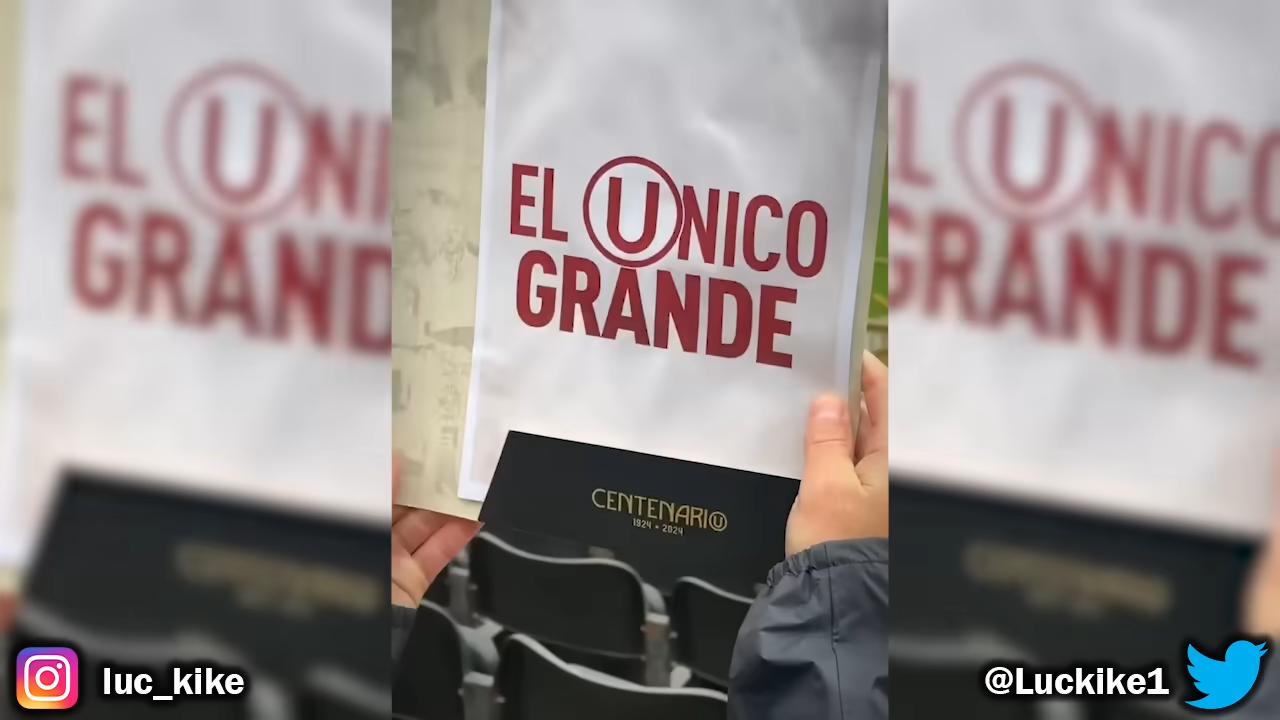 EL UNICO
GRANDE
CENTENARIO
1924 - 2024
luc_kike
@Luckike1